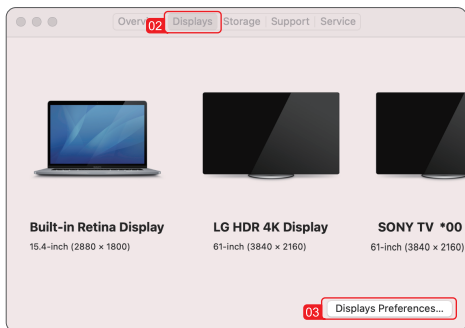 Overv
02
Displays
Storage
Support
Service
Built-in Retina Display
LG HDR 4K Display
SONY TV *00
15.4-inch (2880 × 1800)
61-inch (3840 × 2160)
61-inch (3840 × 2160)
03
Displays Preferences...